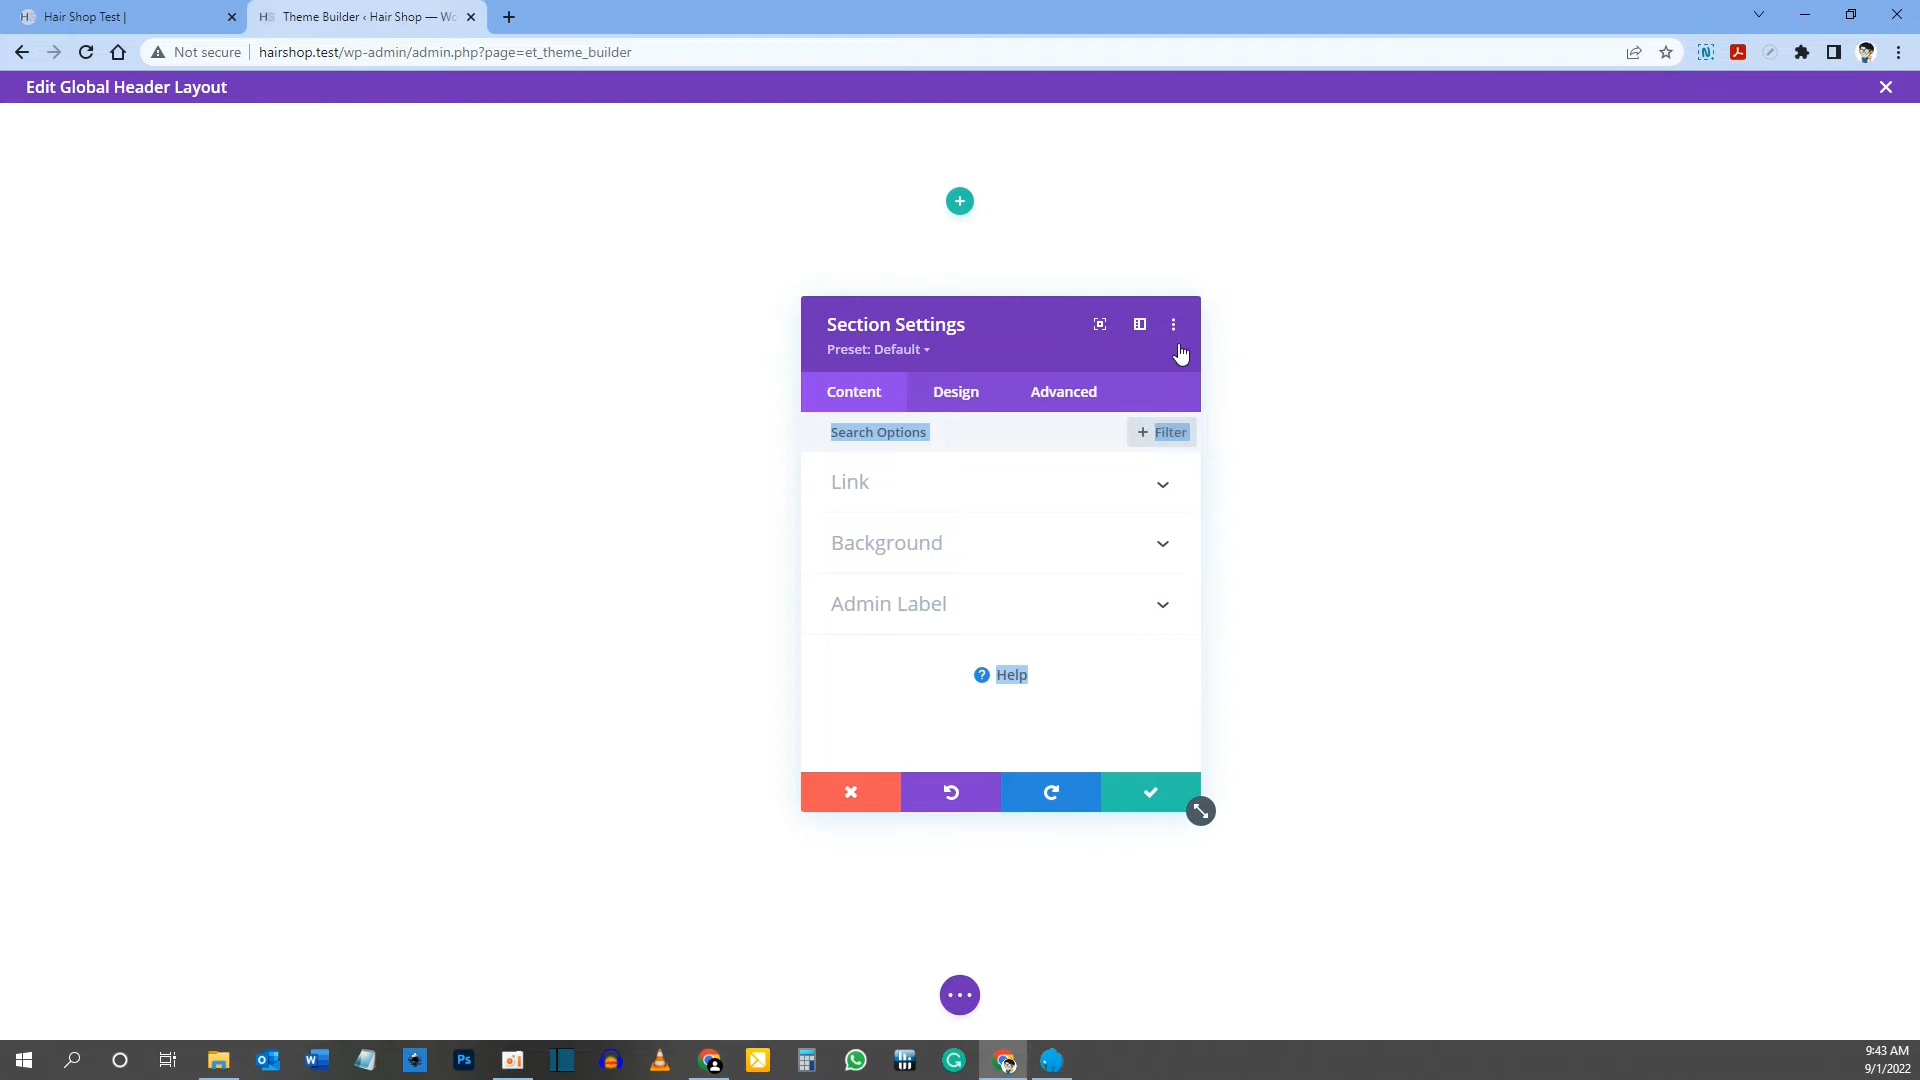 Hair Shop Test |
Theme Builder ‹ Hair Shop — Wo
Not secure
hairshop.test/wp-admin/admin.php?page=et_theme_builder
Edit Global Header Layout
Section Settings
Preset: Default
Content
Design
Advanced
Search Options
+ Filter
Link
Background
Admin Label
? Help
9:43 AM
9/1/2022